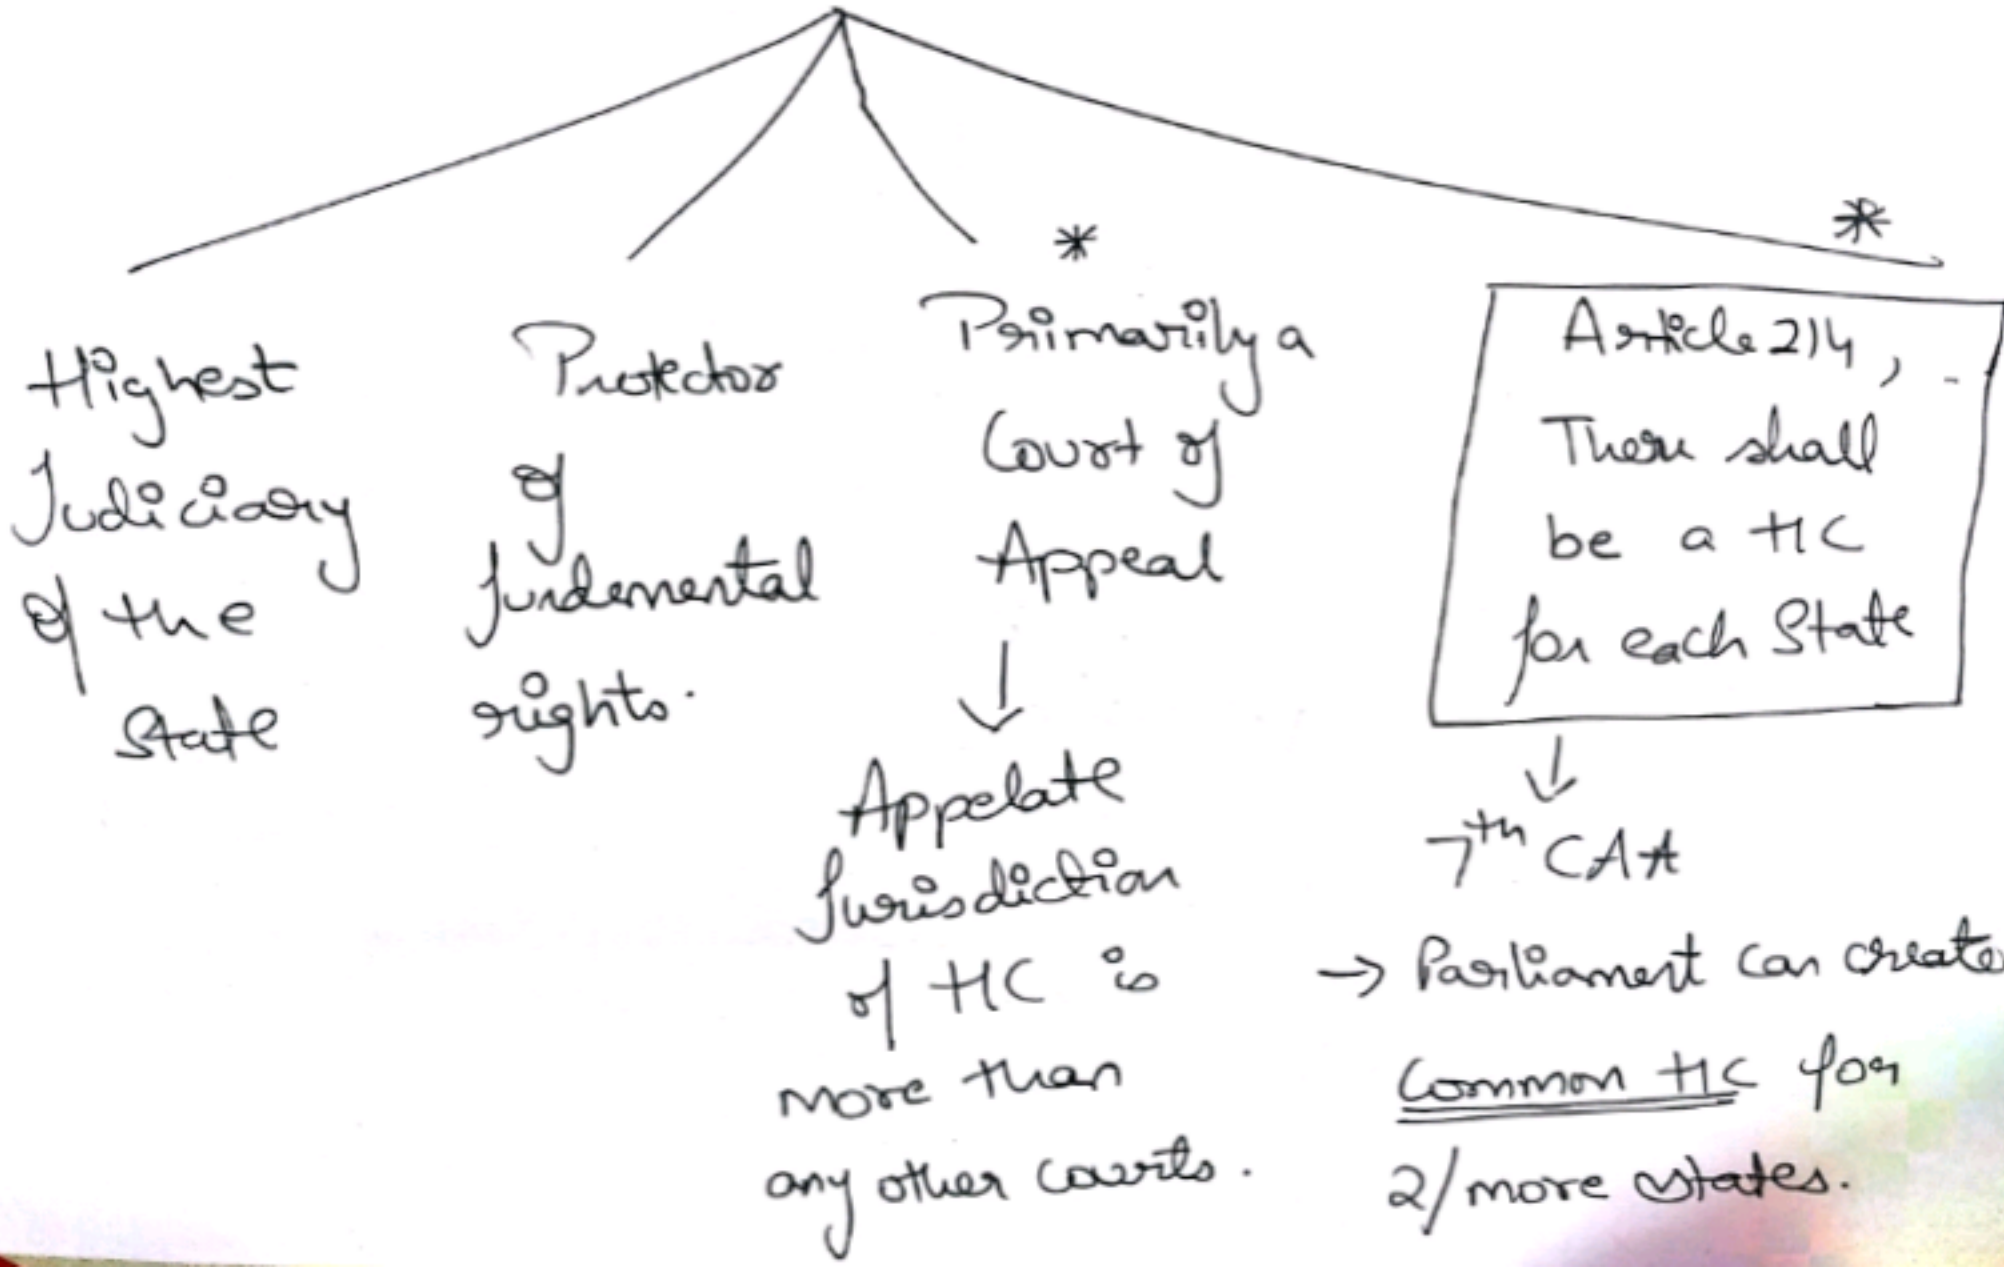 Highest
Judiciary
of the
State
Protector
of
fundemental
rights.
*
Primarily a
Court of
Appeal
↓
Appelate
Jurisdiction
of HC is
more than
any other courts.
*
Article 214,
There shall
be a HC
for each State
↓
7th CAA
→ Parliament can create
Common HC for
2/more states.